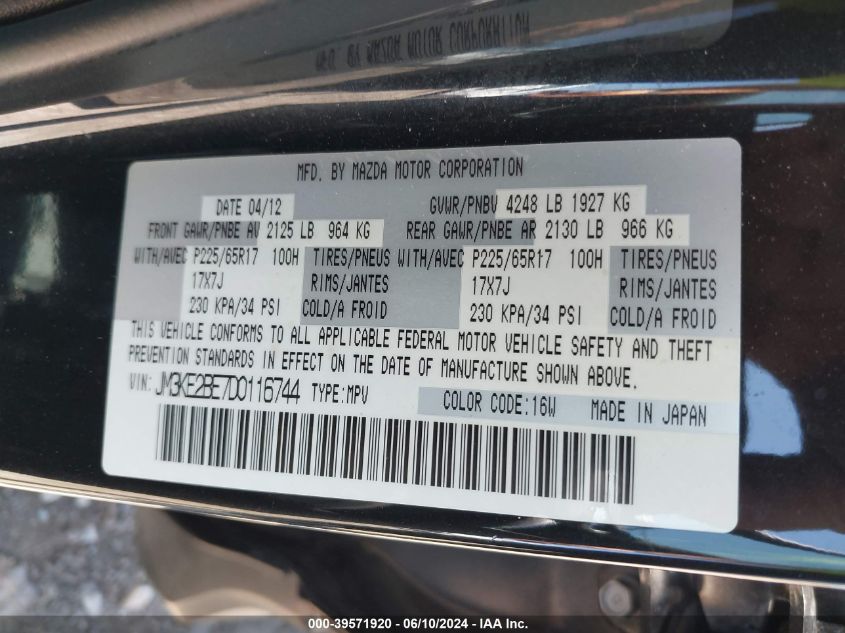 MFD. BY MAZDA MOTOR CORPORATION
DATE 04/12 GVWR/PNBV 4248 LB 1927 KG
FRONT GAWR/PNBE AV 2125 LB 964 KG REAR GAWR/PNBE AR 2130 LB 966 KG
WITH/AVEC P225/65R17 100H TIRES/PNEUS WITH/AVEC P225/65R17 100H TIRES/PNEUS
17X7J RIMS/JANTES 17X7J RIMS/JANTES
230 KPA/34 PSI COLD/A FROID 230 KPA/34 PSI COLD/A FROID
THIS VEHICLE CONFORMS TO ALL APPLICABLE FEDERAL MOTOR VEHICLE SAFETY AND THEFT
PREVENTION STANDARDS IN EFFECT ON THE DATE OF MANUFACTURE SHOWN ABOVE.
VIN: JM3KE2BE7D0116744 TYPE:MPV
COLOR CODE:16W MADE IN JAPAN
000-39571920 - 06/10/2024 - IAA Inc.